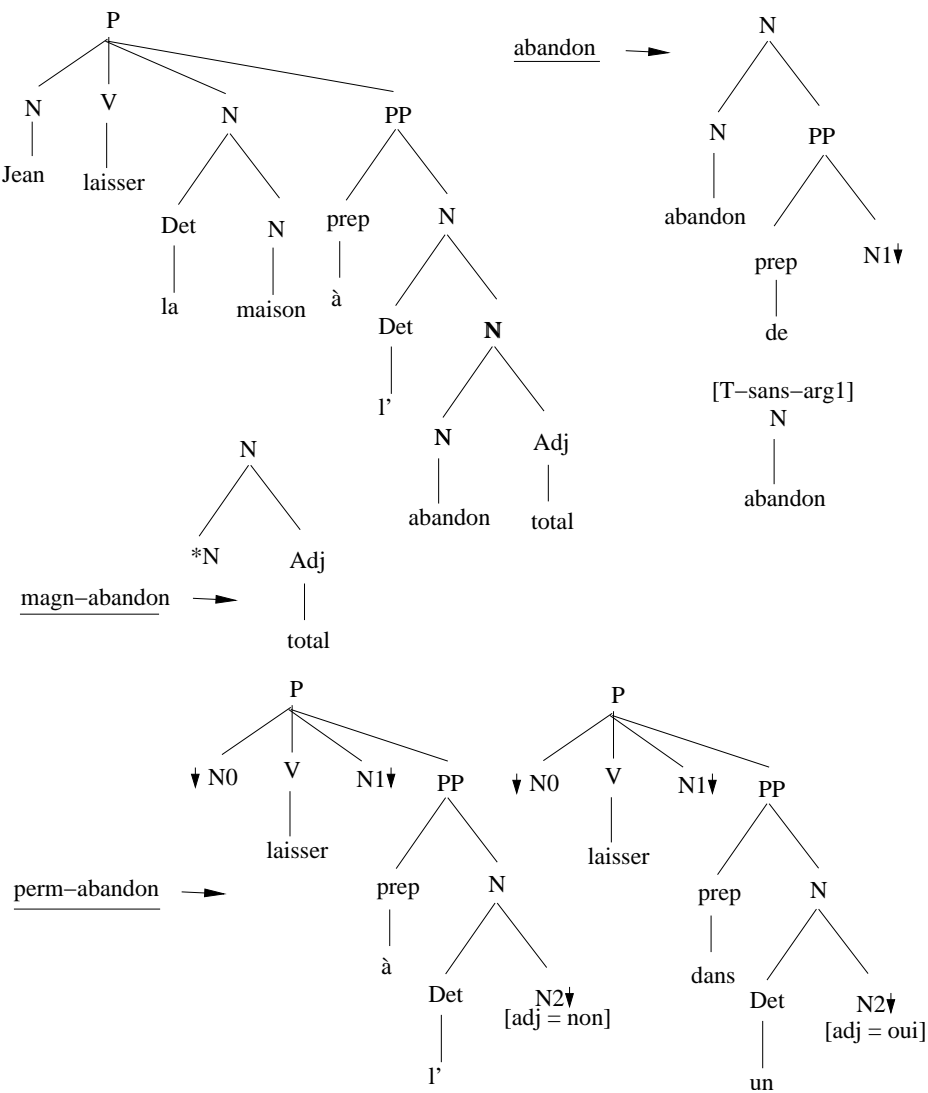 P
N V N PP
Jean laisser
Det N prep N
la maison à
Det N
l'
N Adj
abandon total
abandon
N
N PP
abandon
prep N1
de
[T−sans−arg1]
N
abandon
N
*N Adj
magn−abandon
total
P
N0 V N1 PP
laisser
perm−abandon
prep N
à
Det N2
[adj = non]
l'
P
N0 V N1 PP
laisser
prep N
dans
Det N2
[adj = oui]
un